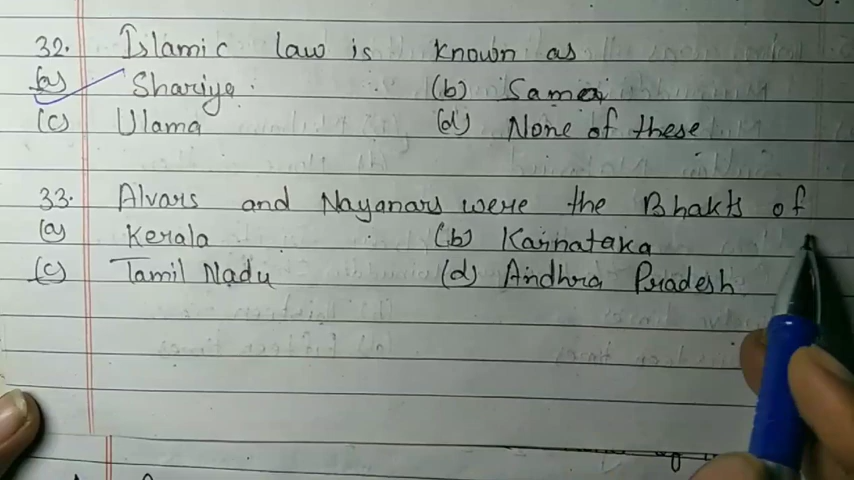 32. Islamic law is known as
(a) Shariya (b) Sama
(c) Ulama (d) None of these
33. Alvars and Nayanars were the Bhakts of
(a) Kerala (b) Karnataka
(c) Tamil Nadu (d) Andhra Pradesh